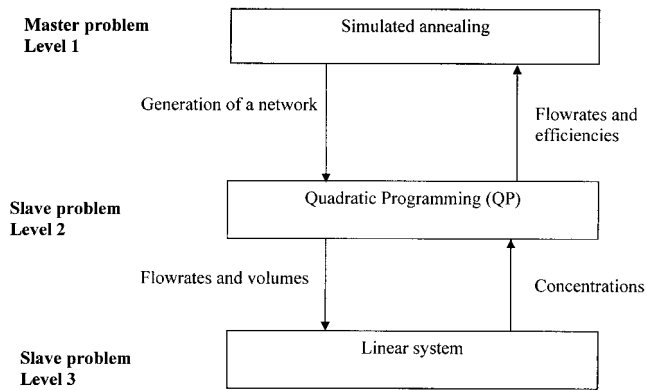 Master problem
Level 1
Simulated annealing
Generation of a network
Flowrates and
efficiencies
Slave problem
Level 2
Quadratic Programming (QP)
Flowrates and volumes
Concentrations
Slave problem
Level 3
Linear system